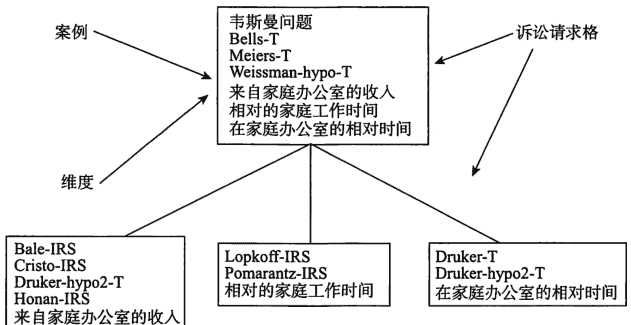 案例
诉讼请求格
维度
韦斯曼问题
Bells-T
Meiers-T
Weissman-hypo-T
来自家庭办公室的收入
相对的家庭工作时间
在家庭办公室的相对时间
Bale-IRS
Cristo-IRS
Druker-hypo2-T
Honan-IRS
来自家庭办公室的收入
Lopkoff-IRS
Pomarantz-IRS
相对的家庭工作时间
Druker-T
Druker-hypo2-T
在家庭办公室的相对时间